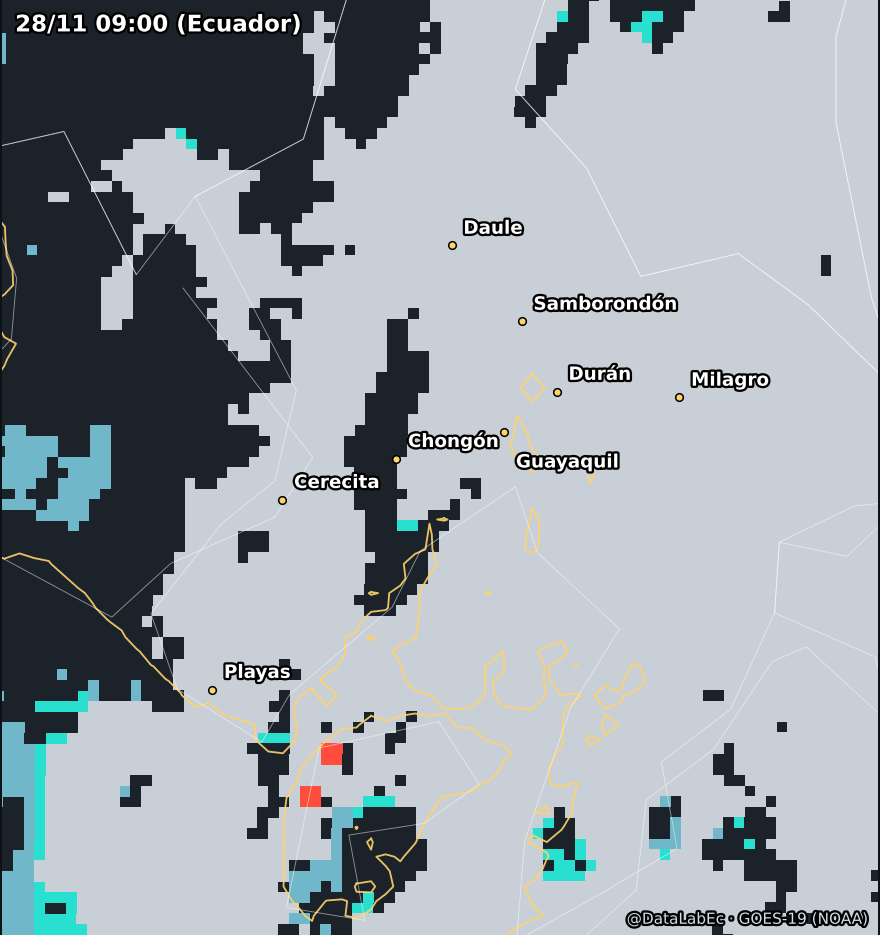 28/11 09:00 (Ecuador)
Daule
Samborondón
Durán
Milagro
Chongón
Guayaquil
Cerecita
Playas
@DataLabEc · GOES-19 (NOAA)